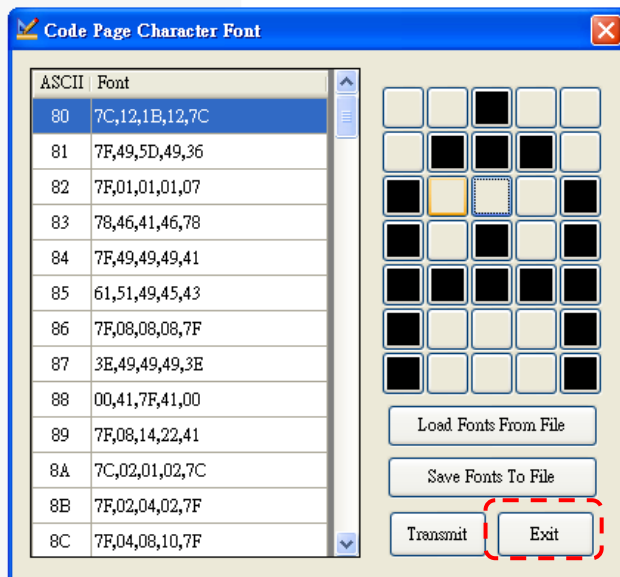 Code Page Character Font
ASCII Font
80 7C,12,1B,12,7C
81 7F,49,5D,49,36
82 7F,01,01,01,07
83 78,46,41,46,78
84 7F,49,49,49,41
85 61,51,49,45,43
86 7F,08,08,08,7F
87 3E,49,49,49,3E
88 00,41,7F,41,00
89 7F,08,14,22,41
8A 7C,02,01,02,7C
8B 7F,02,04,02,7F
8C 7F,04,08,10,7F
Load Fonts From File
Save Fonts To File
Transmit Exit